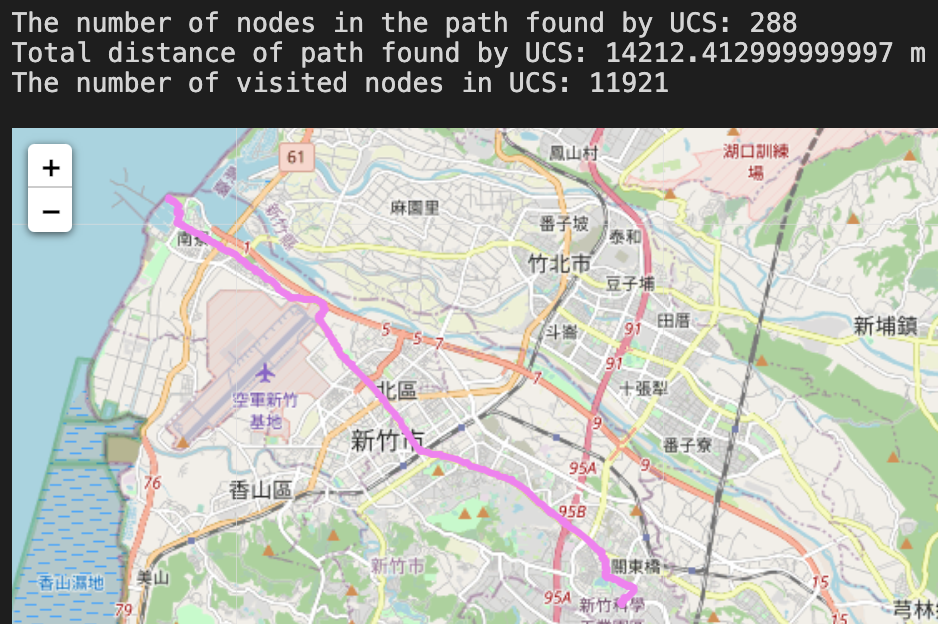 The number of nodes in the path found by UCS: 288
Total distance of path found by UCS: 14212.412999999997 m
The number of visited nodes in UCS: 11921
+
−
61
鳳山村
湖口訓練
場
麻園里
番子坡
泰和
南寮
1
竹北市
豆子埔
田厝
新埔鎮
5
5
7
斗崙
91
91
7
十張犁
空軍新竹
基地
北區
9
新竹市
番子寮
9
95A
76
香山區
95B
新竹市
關東橋
香山濕地
美山
15
95A
新竹科學
79
芎林
15